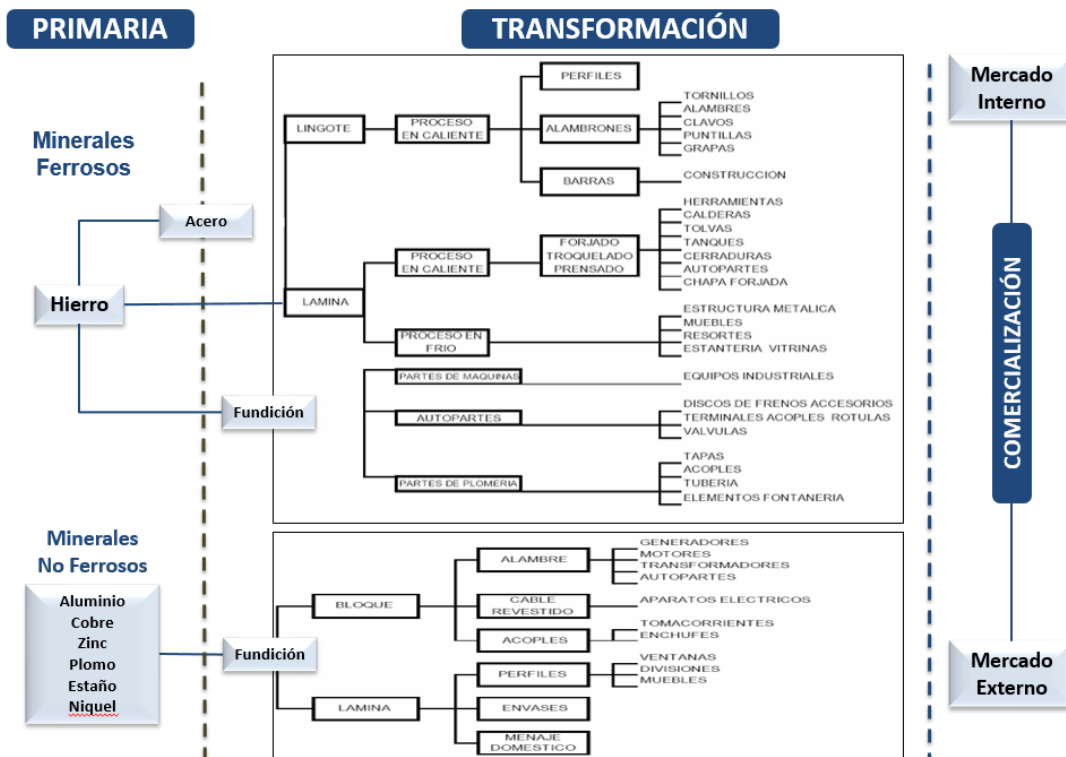 PRIMARIA
TRANSFORMACIÓN
Minerales
Ferrosos
Acero
Hierro
Fundición
LINGOTE
PROCESO
EN CALIENTE
PERFILES
ALAMBRONES
TORNILLOS
ALAMBRES
CLAVOS
PUNTILLAS
GRAPAS
BARRAS
CONSTRUCCION
LAMINA
PROCESO
EN CALIENTE
FORJADO
TROQUELADO
PRENSADO
HERRAMIENTAS
CALDERAS
TOLVAS
TANQUES
CERRADURAS
AUTOPARTES
CHAPA FORJADA
PROCESO EN
FRIO
ESTRUCTURA METALICA
MUEBLES
RESORTES
ESTANTERIA VITRINAS
PARTES DE MAQUINAS
EQUIPOS INDUSTRIALES
AUTOPARTES
DISCOS DE FRENOS ACCESORIOS
TERMINALES ACOPLES ROTULAS
VALVULAS
PARTES DE PLOMERIA
TAPAS
ACOPLES
TUBERIA
ELEMENTOS FONTANERIA
Minerales
No Ferrosos
Aluminio
Cobre
Zinc
Plomo
Estaño
Niquel
Fundición
BLOQUE
ALAMBRE
GENERADORES
MOTORES
TRANSFORMADORES
AUTOPARTES
CABLE
REVESTIDO
APARATOS ELECTRICOS
ACOPLES
TOMACORRIENTES
ENCHUFES
LAMINA
PERFILES
VENTANAS
DIVISIONES
MUEBLES
ENVASES
MENAJE
DOMESTICO
Mercado
Interno
COMERCIALIZACIÓN
Mercado
Externo